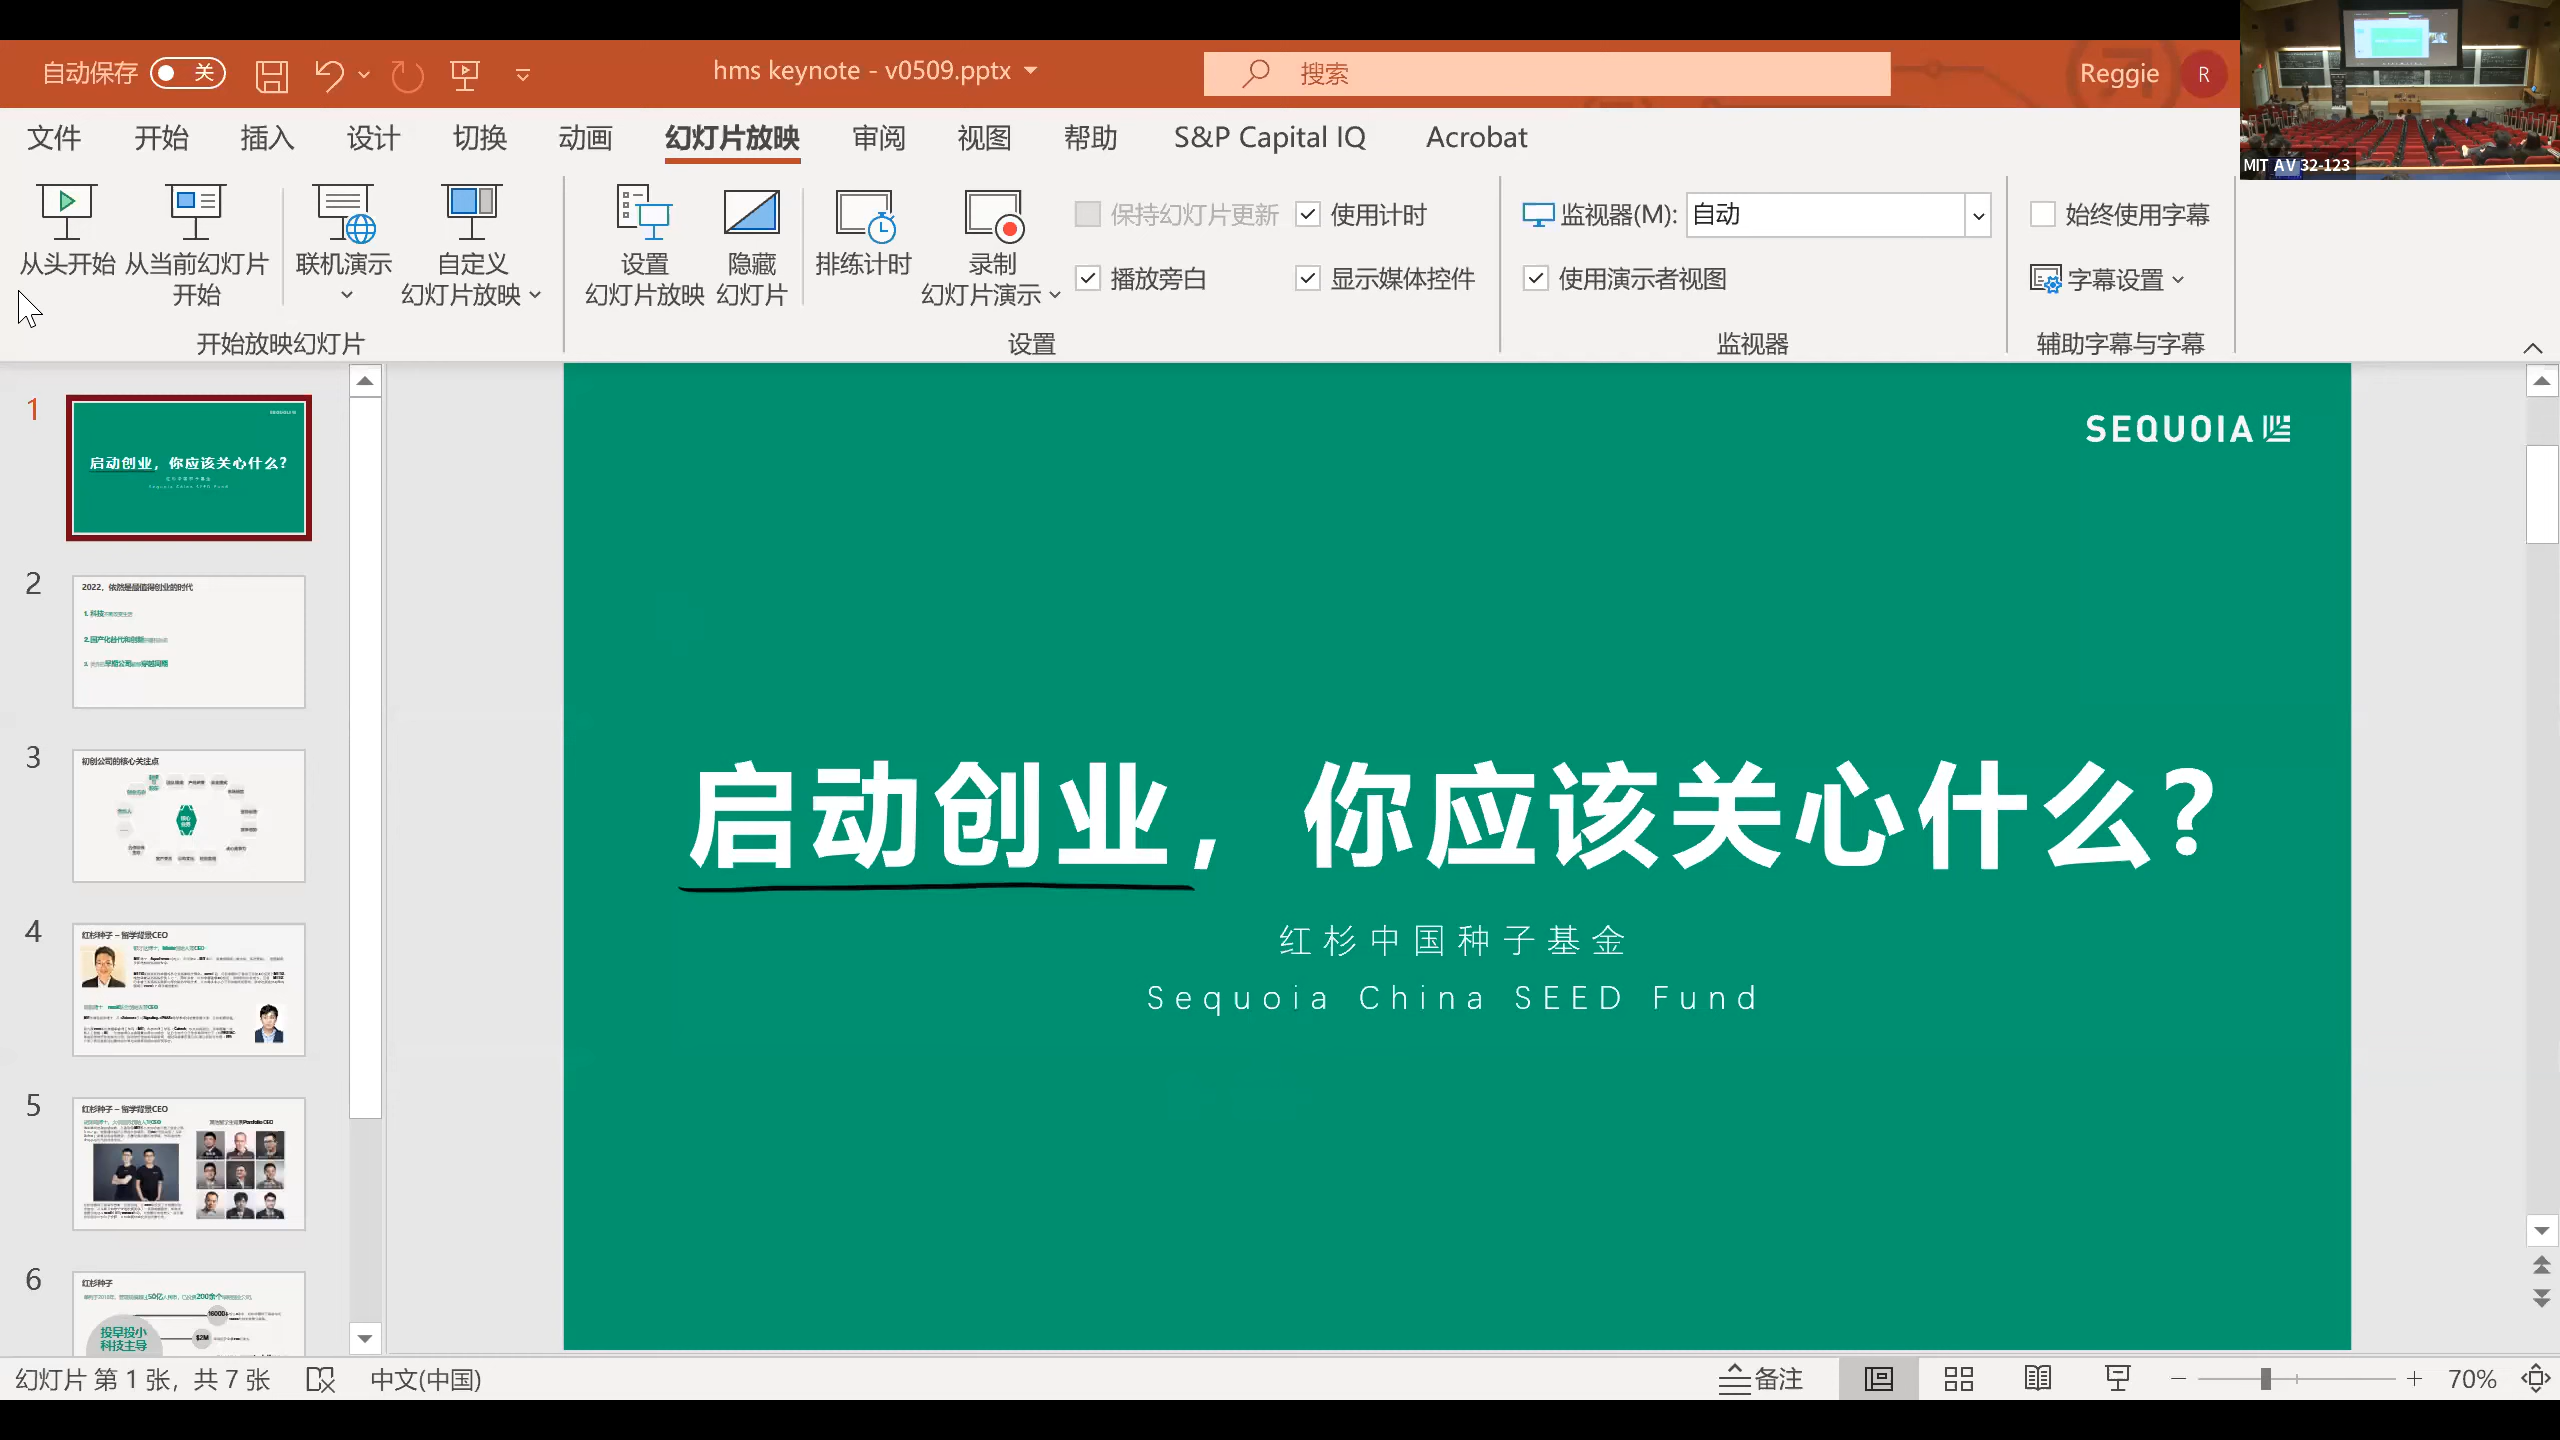 自动保存 关
hms keynote - v0509.pptx
搜索
Reggie R
文件 开始 插入 设计 切换 动画 幻灯片放映 审阅 视图 帮助 S&P Capital IQ Acrobat
MIT AV 32-123
从头开始
从当前幻灯片
开始
联机演示
自定义
幻灯片放映
设置
幻灯片放映
隐藏
幻灯片
排练计时
录制
幻灯片演示
保持幻灯片更新
使用计时
播放旁白
显示媒体控件
监视器(M): 自动
使用演示者视图
始终使用字幕
字幕设置
开始放映幻灯片
设置
监视器
辅助字幕与字幕
1
启动创业，你应该关心什么？
红杉中国种子基金
Sequoia China SEED Fund
2
2022，依然是最值得创业的时代
3
初创公司的核心关注点
4
红杉种子 – 留学背景CEO
5
红杉种子 – 留学背景CEO
6
红杉种子
投早投小
科技主导
$2M
SEQUOIA
启动创业，你应该关心什么？
红杉中国种子基金
Sequoia China SEED Fund
幻灯片 第 1 张，共 7 张
中文(中国)
备注
70%